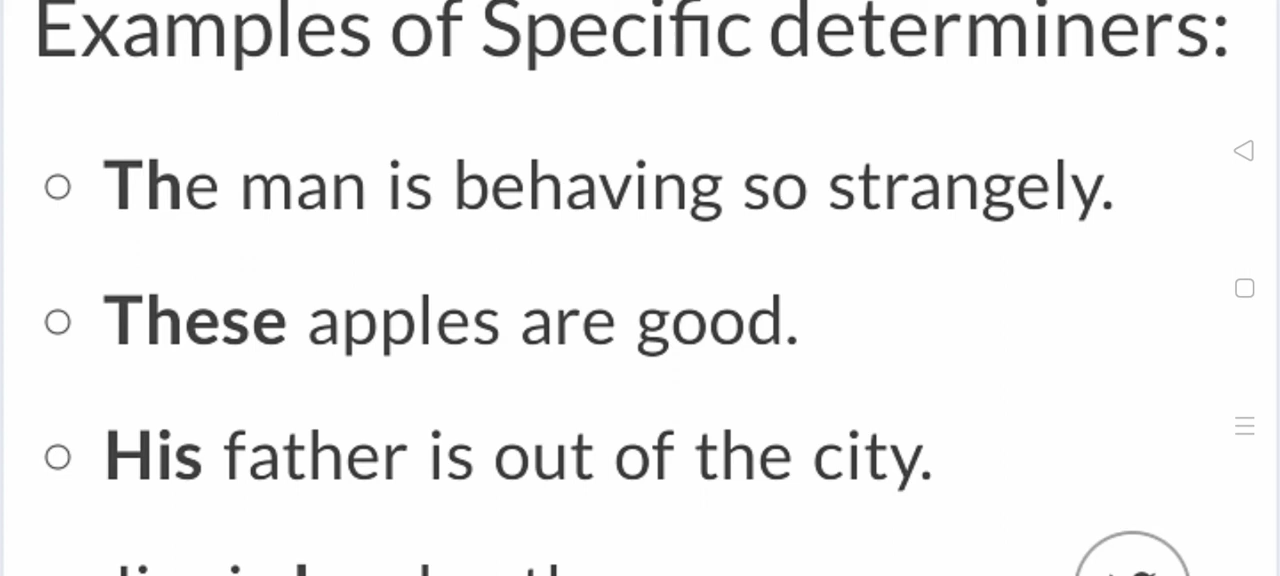 Examples of Specific determiners:
The man is behaving so strangely.
These apples are good.
His father is out of the city.